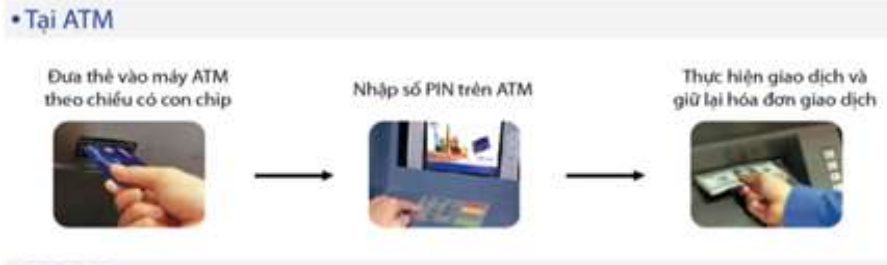 • Tại ATM
Đưa thẻ vào máy ATM
theo chiều có con chip
Nhập số PIN trên ATM
Thực hiện giao dịch và
giữ lại hóa đơn giao dịch